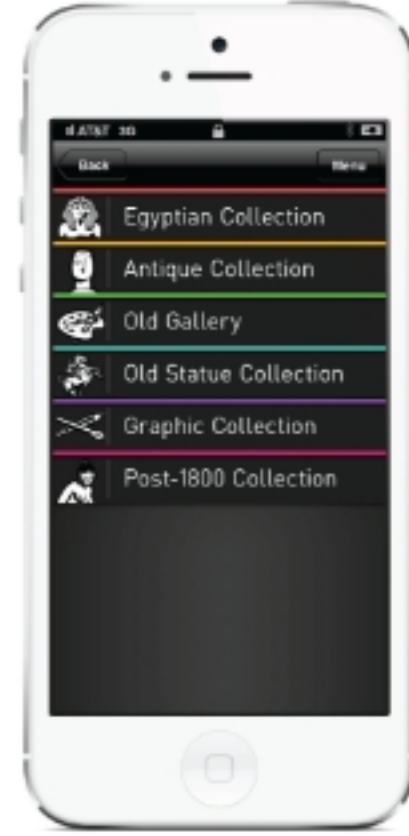 AT&T 3G
Back Menu
Egyptian Collection
Antique Collection
Old Gallery
Old Statue Collection
Graphic Collection
Post-1800 Collection